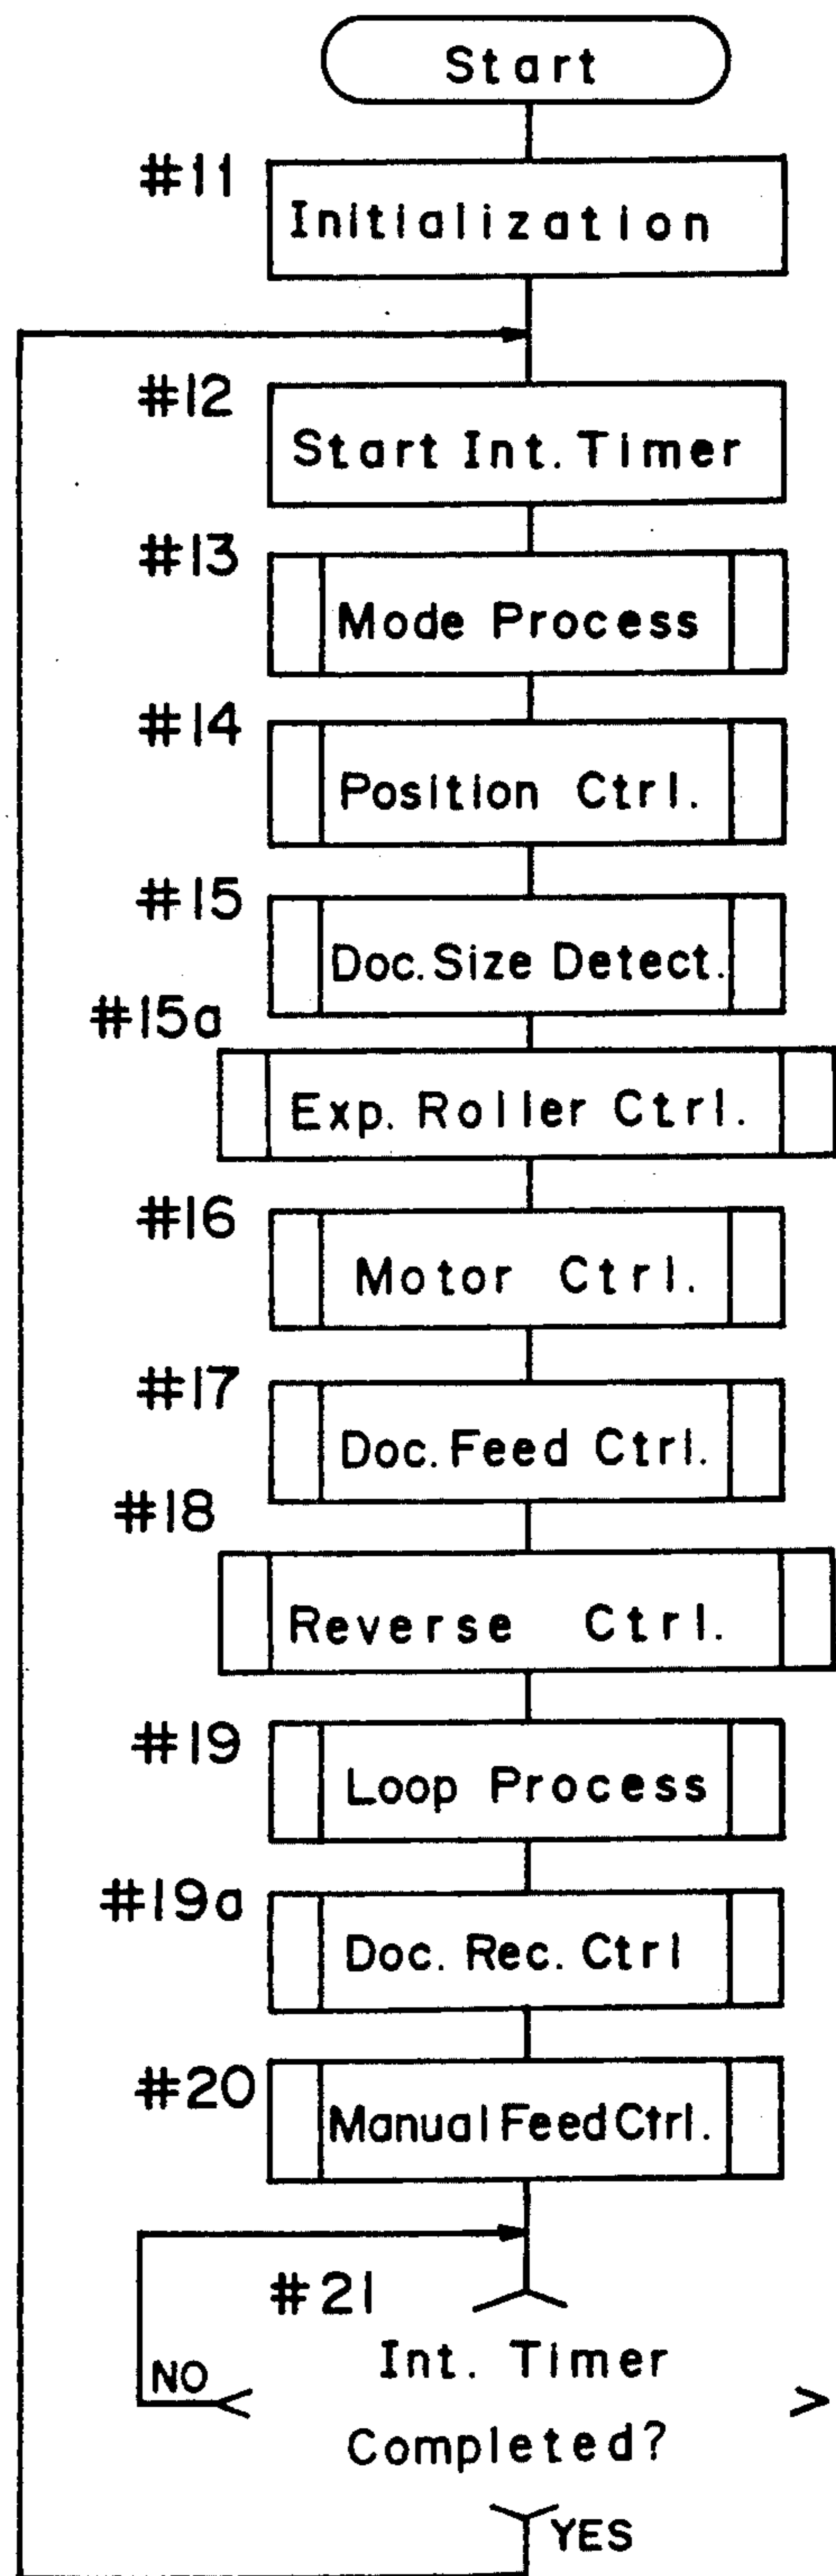 Start
#11
Initialization
#12
Start Int. Timer
#13
Mode Process
#14
Position Ctrl.
#15
Doc. Size Detect.
#15a
Exp. Roller Ctrl.
#16
Motor Ctrl.
#17
Doc. Feed Ctrl.
#18
Reverse Ctrl.
#19
Loop Process
#19a
Doc. Rec. Ctrl
#20
Manual Feed Ctrl.
#21
Int. Timer
NO
Completed?
YES